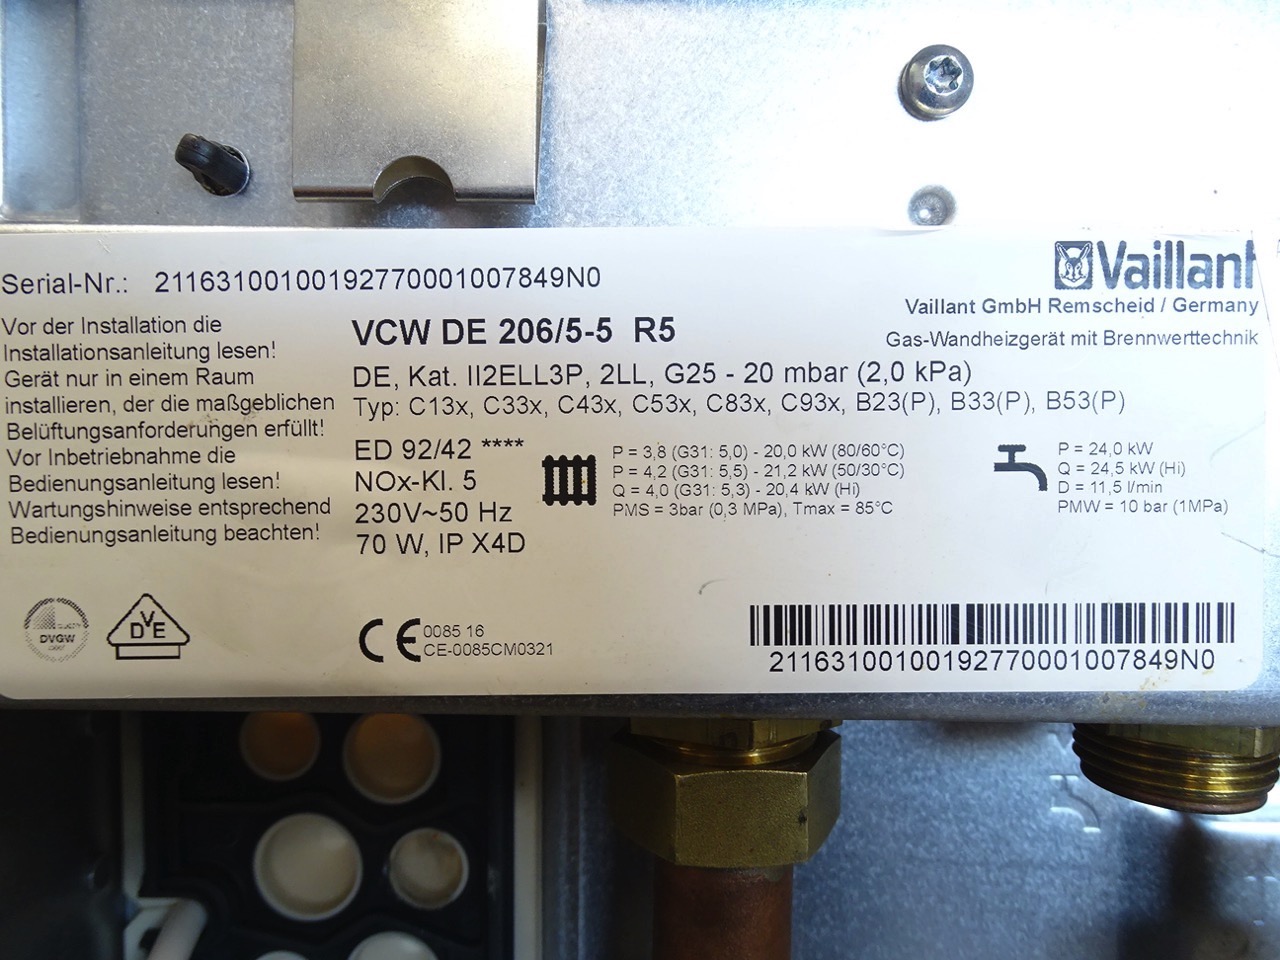 Serial-Nr.: 21163100100192770001007849N0
Vaillant
Vaillant GmbH Remscheid / Germany
Gas-Wandheizgerät mit Brennwerttechnik
Vor der Installation die
Installationsanleitung lesen!
Gerät nur in einem Raum
installieren, der die maßgeblichen
Belüftungsanforderungen erfüllt!
Vor Inbetriebnahme die
Bedienungsanleitung lesen!
Wartungshinweise entsprechend
Bedienungsanleitung beachten!
VCW DE 206/5-5 R5
DE, Kat. II2ELL3P, 2LL, G25 - 20 mbar (2,0 kPa)
Typ: C13x, C33x, C43x, C53x, C83x, C93x, B23(P), B33(P), B53(P)
ED 92/42 ****
NOx-Kl. 5
230V~50 Hz
70 W, IP X4D
P = 3,8 (G31: 5,0) - 20,0 kW (80/60°C)
P = 4,2 (G31: 5,5) - 21,2 kW (50/30°C)
Q = 4,0 (G31: 5,3) - 20,4 kW (Hi)
PMS = 3bar (0,3 MPa), Tmax = 85°C
P = 24,0 kW
Q = 24,5 kW (Hi)
D = 11,5 l/min
PMW = 10 bar (1MPa)
DVGW
VDE
CE 0085 16
CE-0085CM0321
21163100100192770001007849N0